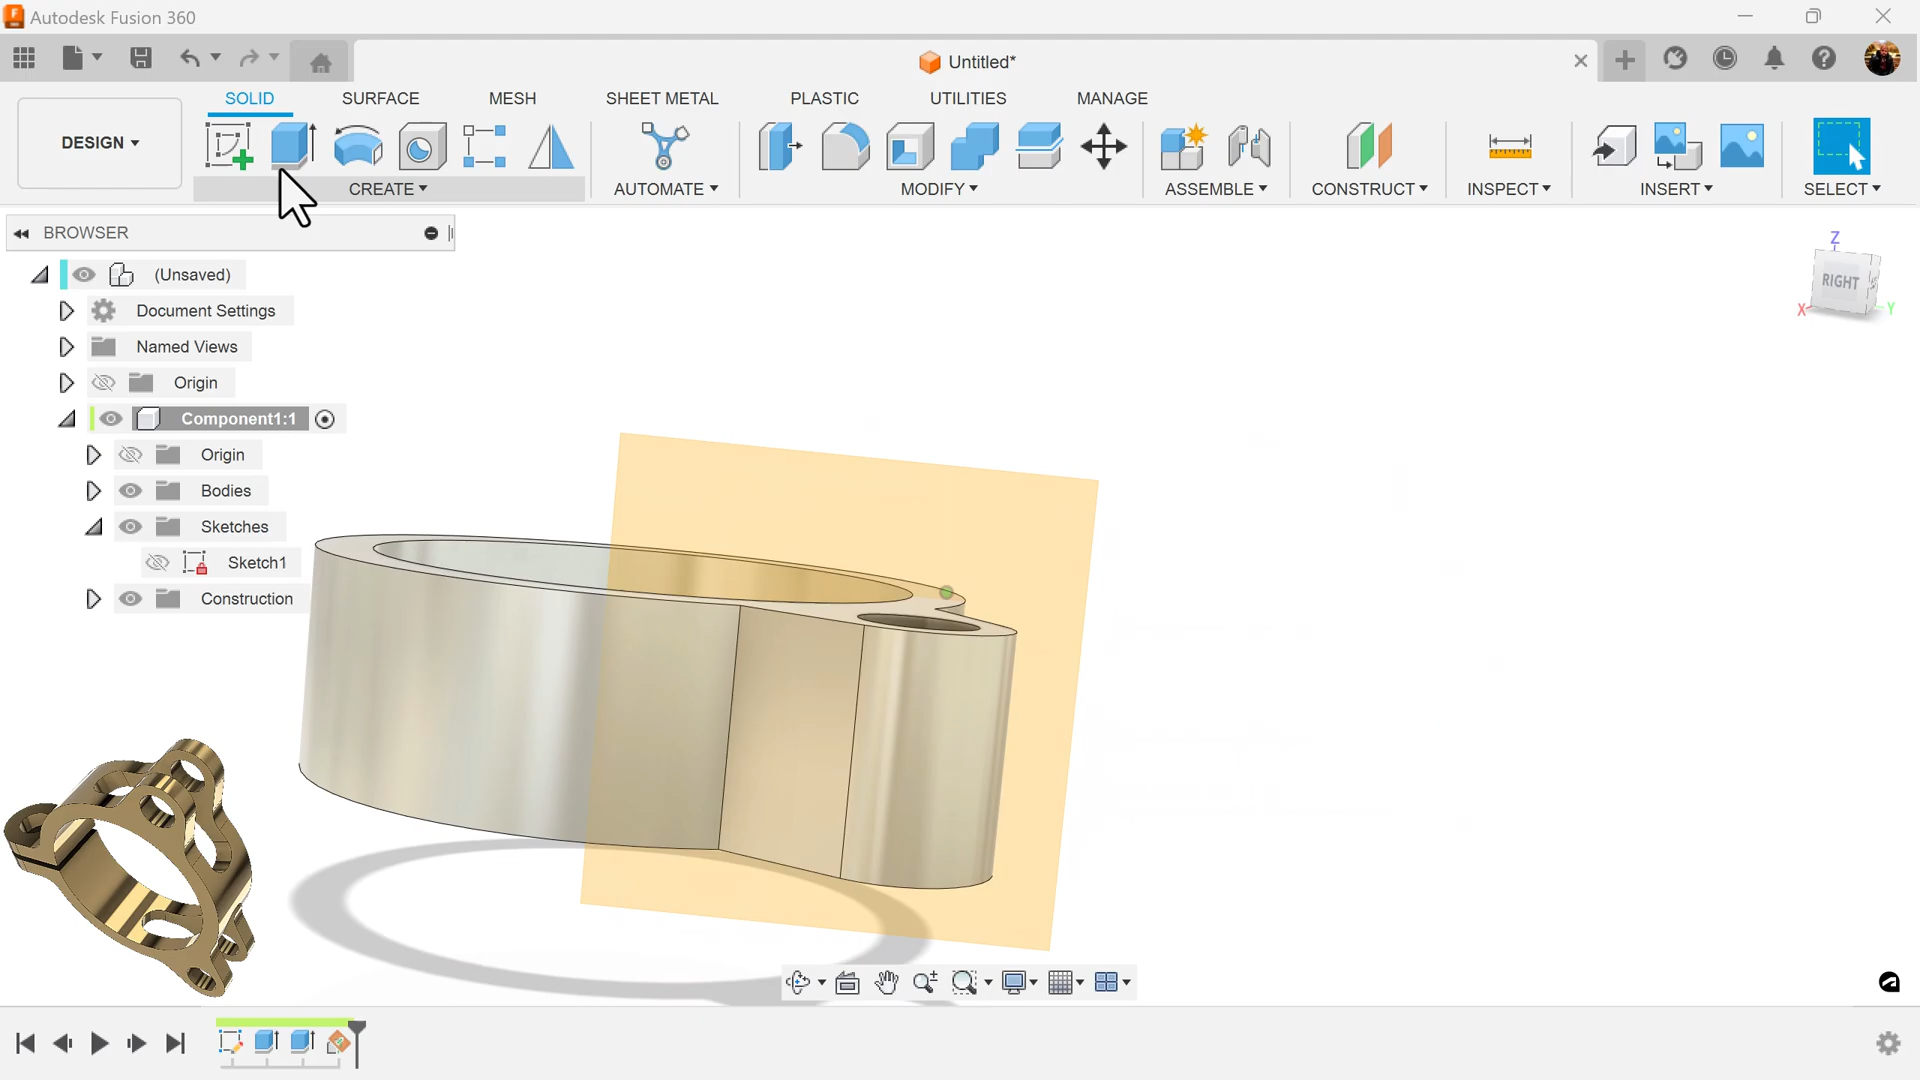 Autodesk Fusion 360
Untitled*
SOLID
SURFACE
MESH
SHEET METAL
PLASTIC
UTILITIES
MANAGE
DESIGN
CREATE
AUTOMATE
MODIFY
ASSEMBLE
CONSTRUCT
INSPECT
INSERT
SELECT
BROWSER
(Unsaved)
Document Settings
Named Views
Origin
Component1:1
Origin
Bodies
Sketches
Sketch1
Construction
Z
RIGHT
X
Y